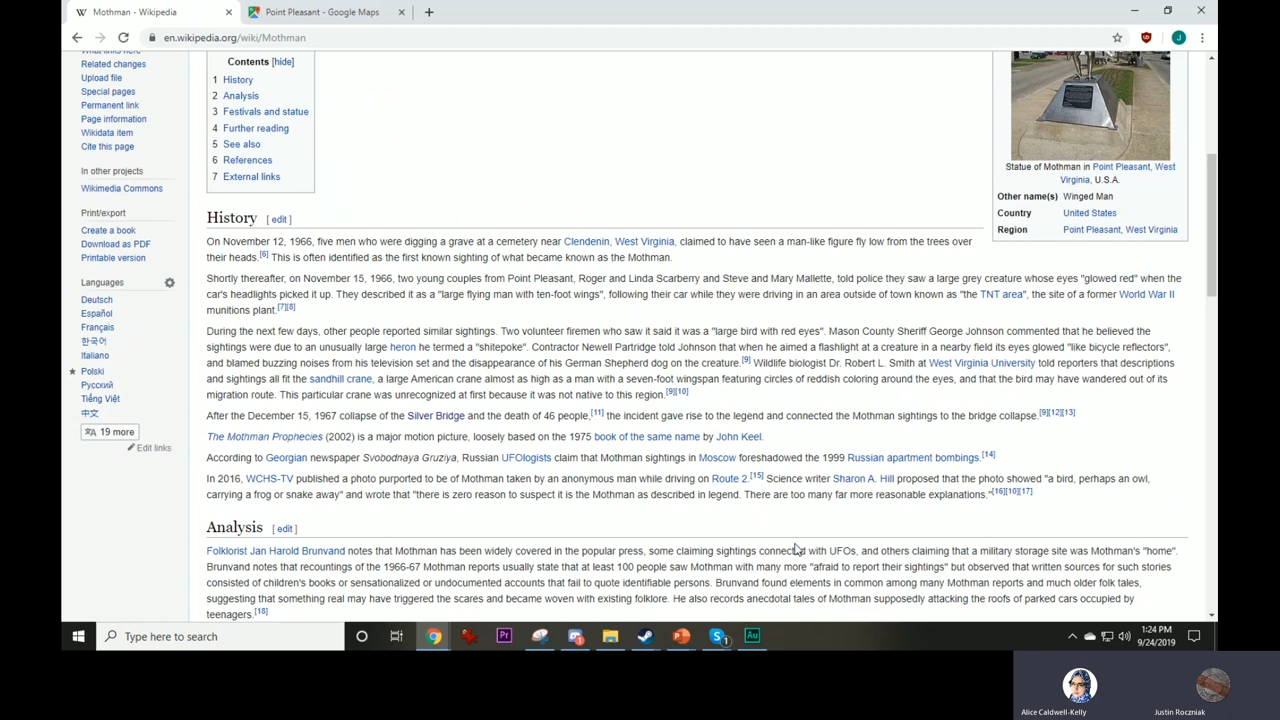 Mothman - Wikipedia
Point Pleasant - Google Maps
en.wikipedia.org/wiki/Mothman
Related changes
Upload file
Special pages
Permanent link
Page information
Wikidata item
Cite this page
In other projects
Wikimedia Commons
Print/export
Create a book
Download as PDF
Printable version
Languages
Deutsch
Español
Français
한국어
Italiano
Polski
Русский
Tiếng Việt
中文
19 more
Edit links
Contents [hide]
1 History
2 Analysis
3 Festivals and statue
4 Further reading
5 See also
6 References
7 External links
Statue of Mothman in Point Pleasant, West
Virginia, U.S.A.
Other name(s) Winged Man
Country United States
Region Point Pleasant, West Virginia
History [ edit ]
On November 12, 1966, five men who were digging a grave at a cemetery near Clendenin, West Virginia, claimed to have seen a man-like figure fly low from the trees over
their heads.[6] This is often identified as the first known sighting of what became known as the Mothman.
Shortly thereafter, on November 15, 1966, two young couples from Point Pleasant, Roger and Linda Scarberry and Steve and Mary Mallette, told police they saw a large grey creature whose eyes "glowed red" when the
car's headlights picked it up. They described it as a "large flying man with ten-foot wings", following their car while they were driving in an area outside of town known as "the TNT area", the site of a former World War II
munitions plant.[7][8]
During the next few days, other people reported similar sightings. Two volunteer firemen who saw it said it was a "large bird with red eyes". Mason County Sheriff George Johnson commented that he believed the
sightings were due to an unusually large heron he termed a "shitepoke". Contractor Newell Partridge told Johnson that when he aimed a flashlight at a creature in a nearby field its eyes glowed "like bicycle reflectors",
and blamed buzzing noises from his television set and the disappearance of his German Shepherd dog on the creature.[9] Wildlife biologist Dr. Robert L. Smith at West Virginia University told reporters that descriptions
and sightings all fit the sandhill crane, a large American crane almost as high as a man with a seven-foot wingspan featuring circles of reddish coloring around the eyes, and that the bird may have wandered out of its
migration route. This particular crane was unrecognized at first because it was not native to this region.[9][10]
After the December 15, 1967 collapse of the Silver Bridge and the death of 46 people,[11] the incident gave rise to the legend and connected the Mothman sightings to the bridge collapse.[9][12][13]
The Mothman Prophecies (2002) is a major motion picture, loosely based on the 1975 book of the same name by John Keel.
According to Georgian newspaper Svobodnaya Gruziya, Russian UFOlogists claim that Mothman sightings in Moscow foreshadowed the 1999 Russian apartment bombings.[14]
In 2016, WCHS-TV published a photo purported to be of Mothman taken by an anonymous man while driving on Route 2.[15] Science writer Sharon A. Hill proposed that the photo showed "a bird, perhaps an owl,
carrying a frog or snake away" and wrote that "there is zero reason to suspect it is the Mothman as described in legend. There are too many far more reasonable explanations."[16][10][17]
Analysis [ edit ]
Folklorist Jan Harold Brunvand notes that Mothman has been widely covered in the popular press, some claiming sightings connected with UFOs, and others claiming that a military storage site was Mothman's "home".
Brunvand notes that recountings of the 1966-67 Mothman reports usually state that at least 100 people saw Mothman with many more "afraid to report their sightings" but observed that written sources for such stories
consisted of children's books or sensationalized or undocumented accounts that fail to quote identifiable persons. Brunvand found elements in common among many Mothman reports and much older folk tales,
suggesting that something real may have triggered the scares and became woven with existing folklore. He also records anecdotal tales of Mothman supposedly attacking the roofs of parked cars occupied by
teenagers.[18]
Type here to search
1:24 PM
9/24/2019
Alice Caldwell-Kelly
Justin Roczniak